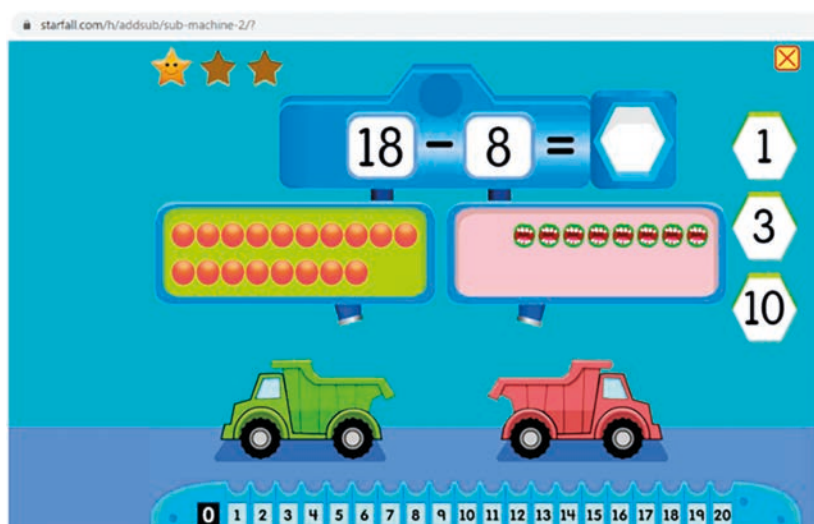 starfall.com/h/addsub/sub-machine-2/?
18 - 8 =
1
3
10
0 1 2 3 4 5 6 7 8 9 10 11 12 13 14 15 16 17 18 19 20